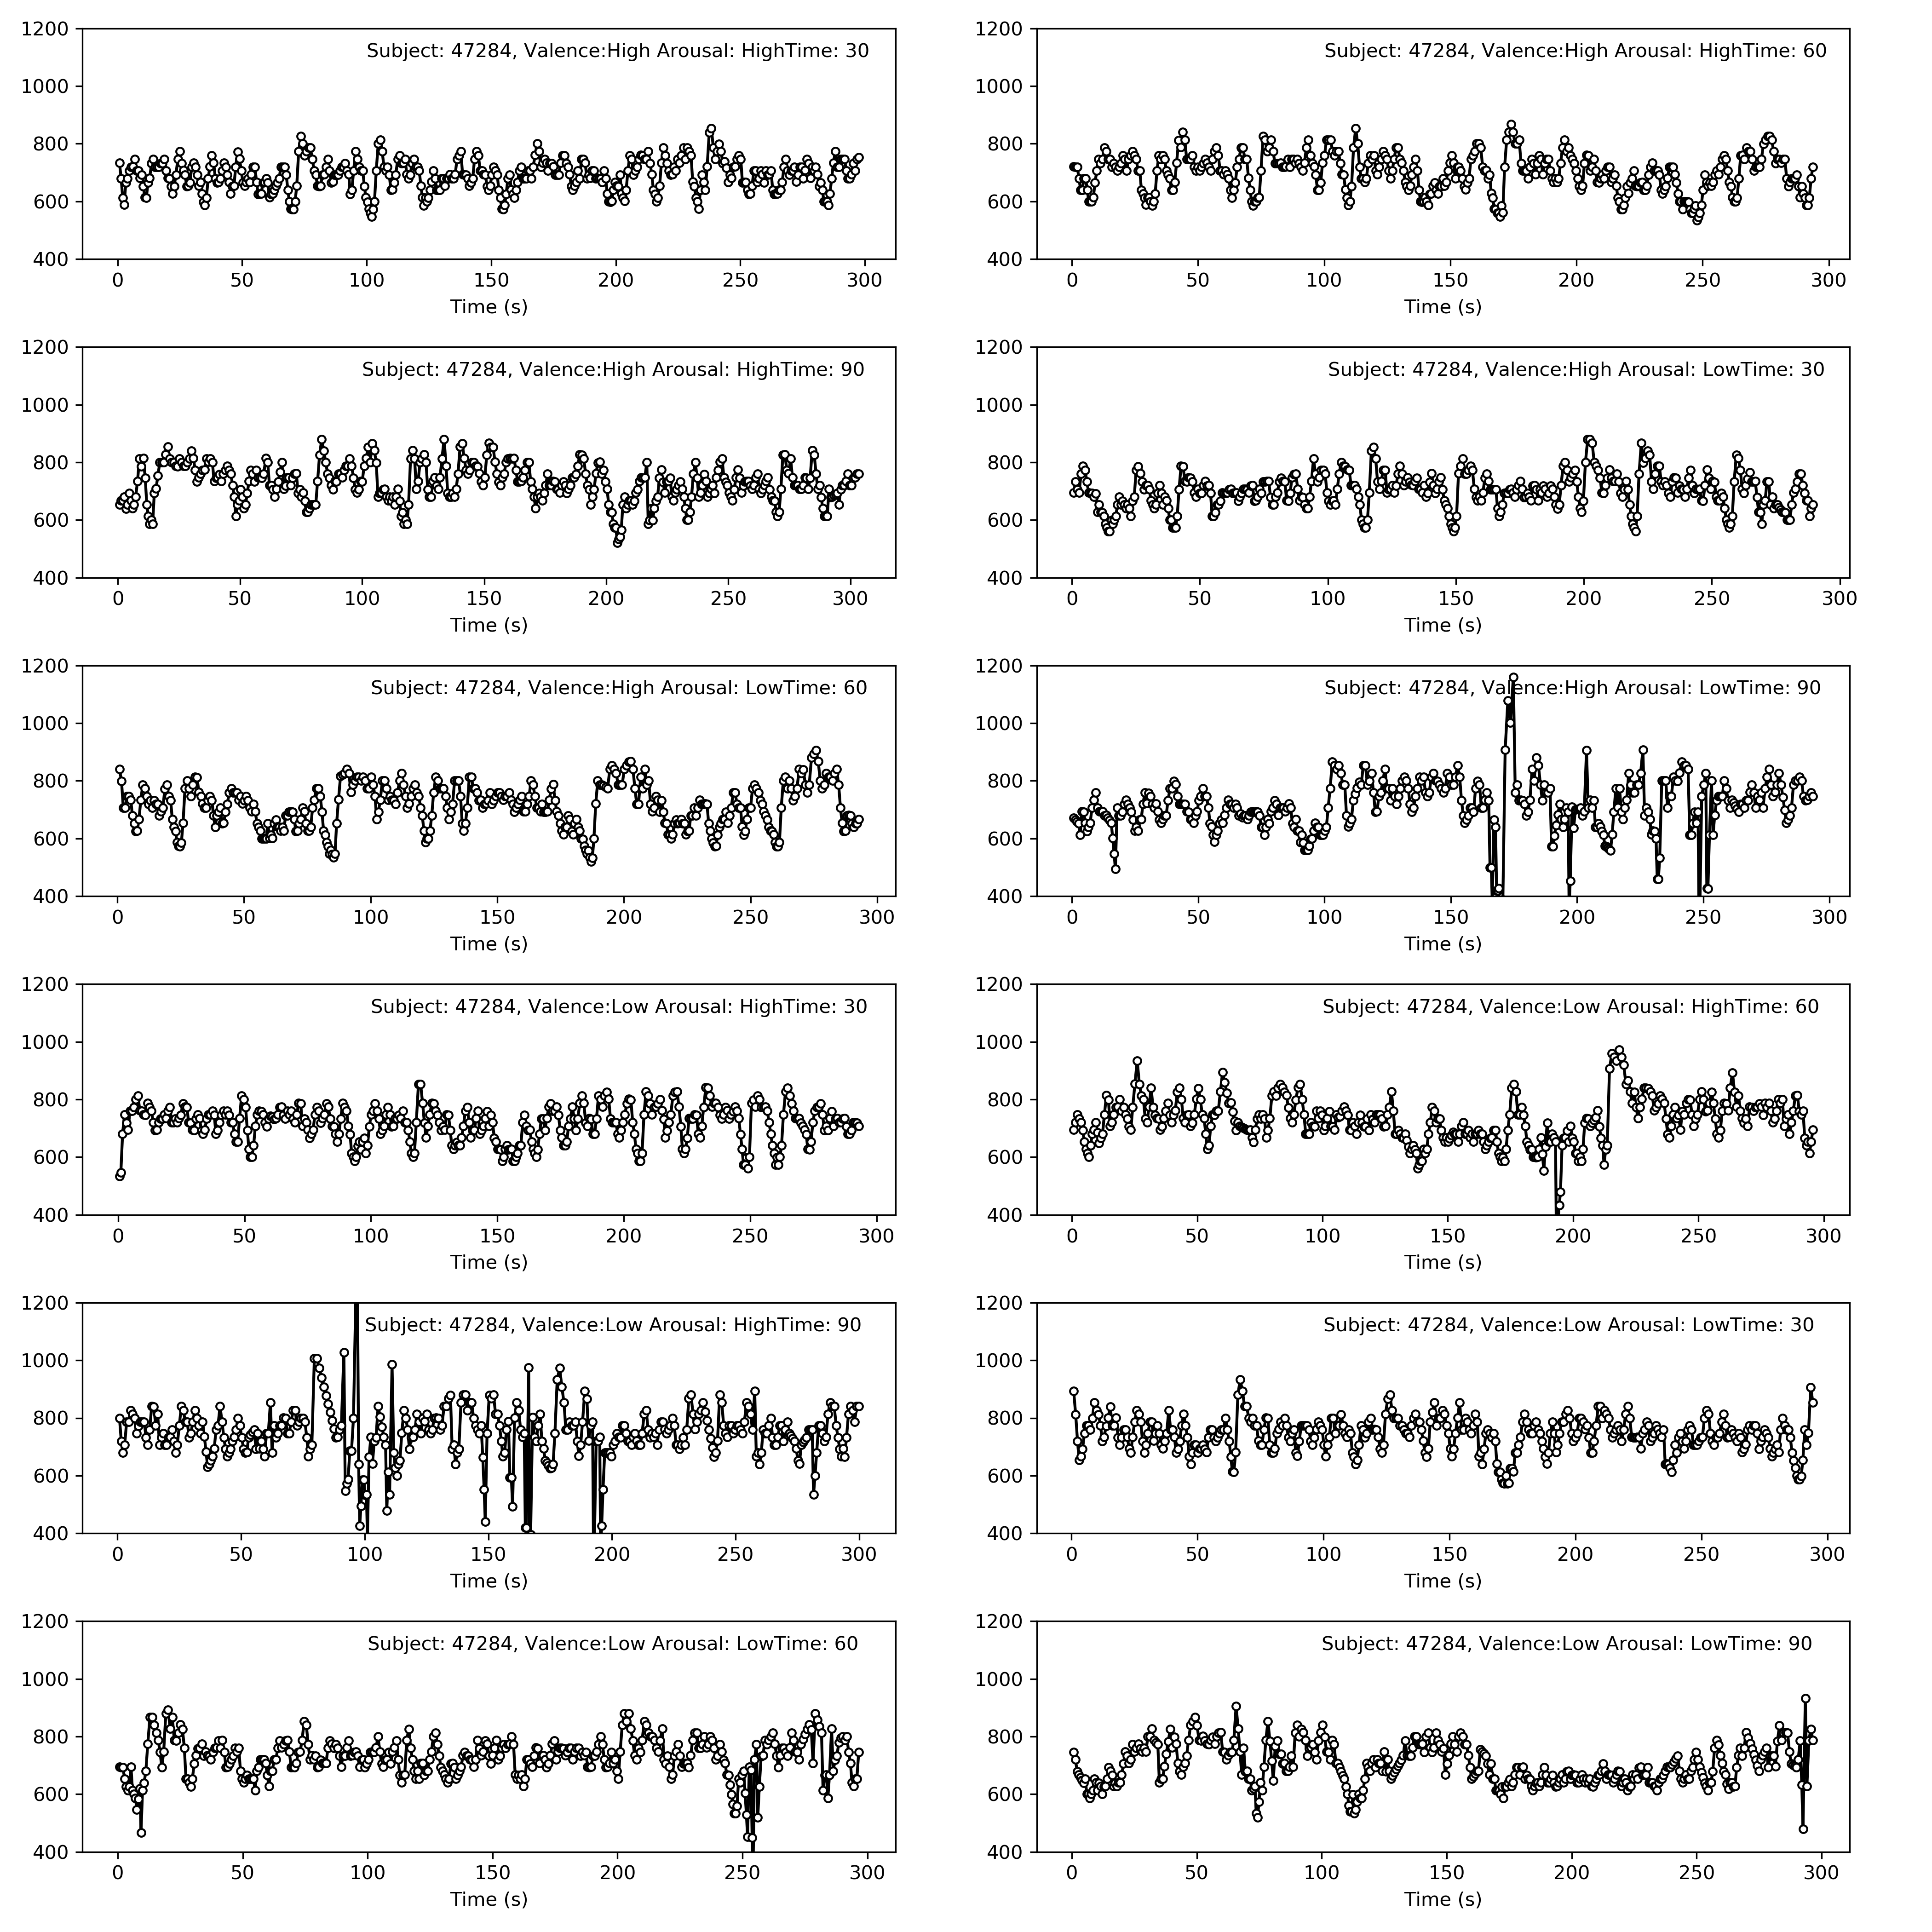 1200
Subject: 47284, Valence:High Arousal: HighTime: 30
1000
800
600
400
0 50 100 150 200 250 300
Time (s)
1200
Subject: 47284, Valence:High Arousal: HighTime: 60
1000
800
600
400
0 50 100 150 200 250 300
Time (s)
1200
Subject: 47284, Valence:High Arousal: HighTime: 90
1000
800
600
400
0 50 100 150 200 250 300
Time (s)
1200
Subject: 47284, Valence:High Arousal: LowTime: 30
1000
800
600
400
0 50 100 150 200 250 300
Time (s)
1200
Subject: 47284, Valence:High Arousal: LowTime: 60
1000
800
600
400
0 50 100 150 200 250 300
Time (s)
1200
Subject: 47284, Valence:High Arousal: LowTime: 90
1000
800
600
400
0 50 100 150 200 250 300
Time (s)
1200
Subject: 47284, Valence:Low Arousal: HighTime: 30
1000
800
600
400
0 50 100 150 200 250 300
Time (s)
1200
Subject: 47284, Valence:Low Arousal: HighTime: 60
1000
800
600
400
0 50 100 150 200 250 300
Time (s)
1200
Subject: 47284, Valence:Low Arousal: HighTime: 90
1000
800
600
400
0 50 100 150 200 250 300
Time (s)
1200
Subject: 47284, Valence:Low Arousal: LowTime: 30
1000
800
600
400
0 50 100 150 200 250 300
Time (s)
1200
Subject: 47284, Valence:Low Arousal: LowTime: 60
1000
800
600
400
0 50 100 150 200 250 300
Time (s)
1200
Subject: 47284, Valence:Low Arousal: LowTime: 90
1000
800
600
400
0 50 100 150 200 250 300
Time (s)